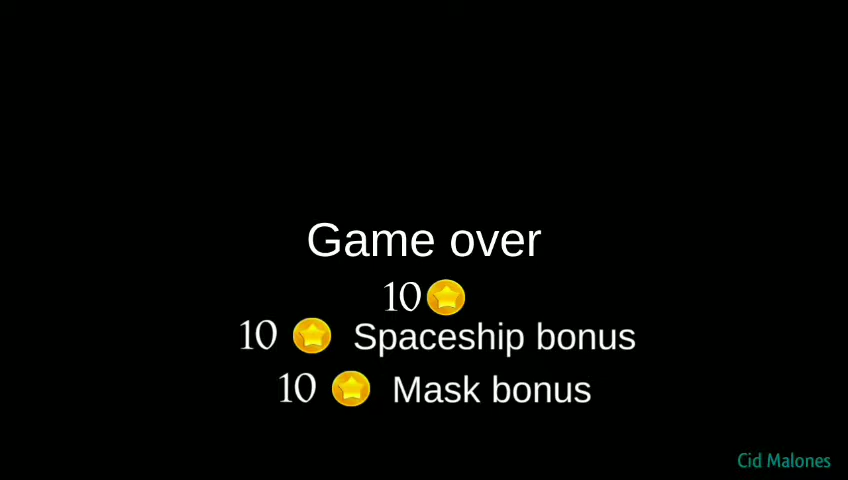 Game over
10
10 Spaceship bonus
10 Mask bonus
Cid Malones